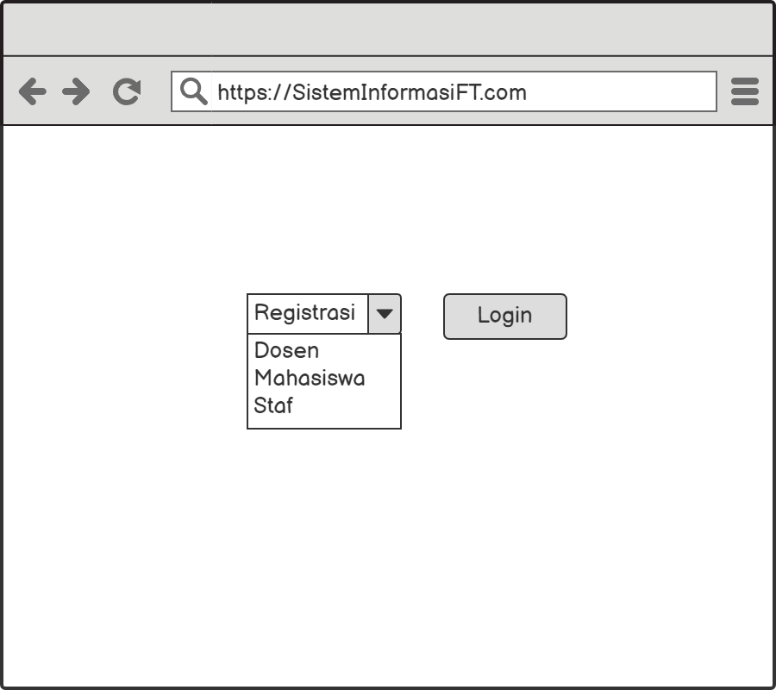 https://SistemInformasiFT.com
Registrasi
Login
Dosen
Mahasiswa
Staf